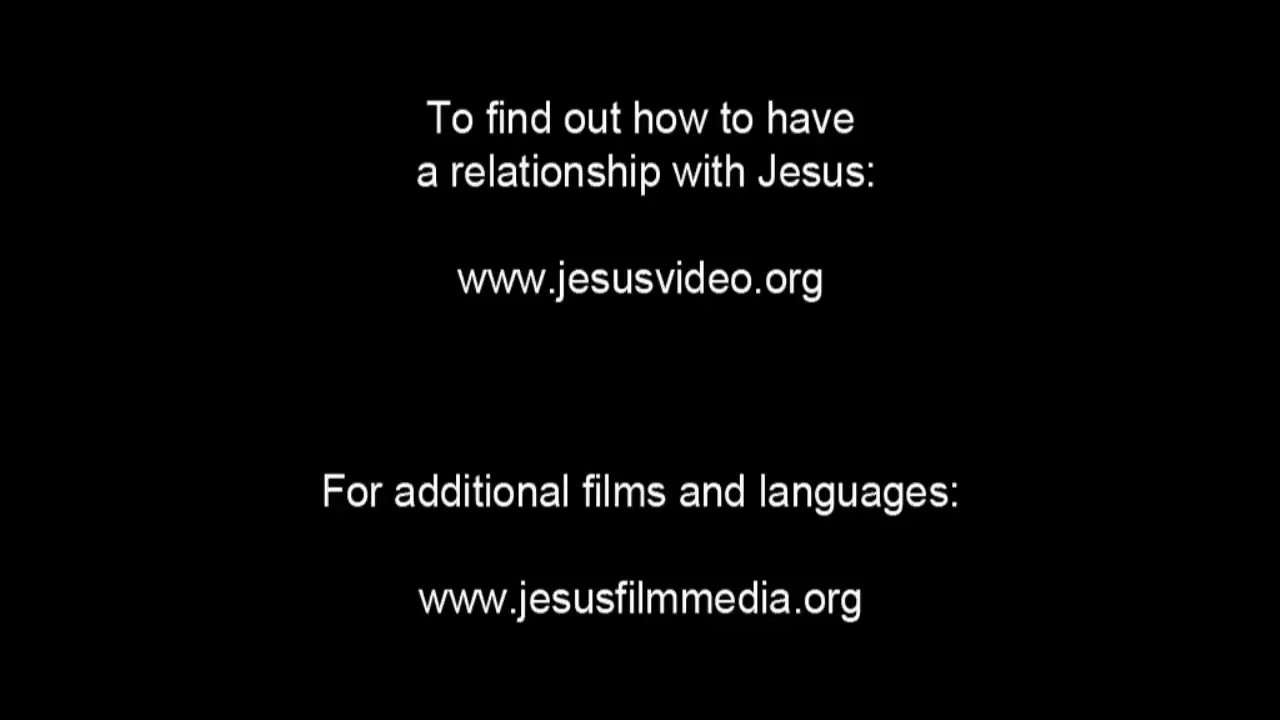 To find out how to have
a relationship with Jesus:
www.jesusvideo.org
For additional films and languages:
www.jesusfilmmedia.org